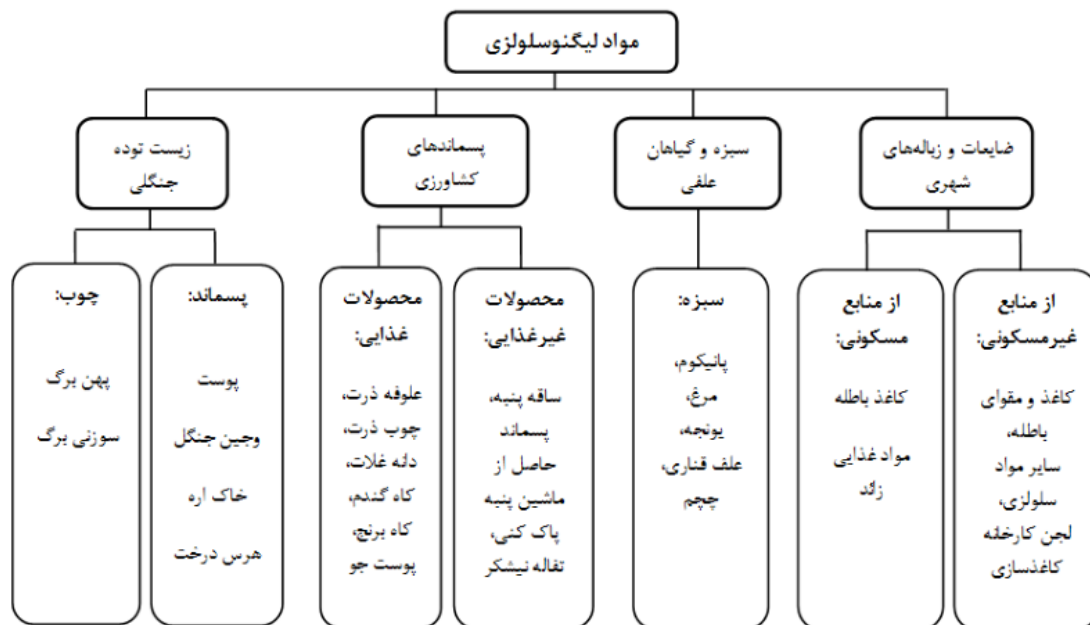 مواد لیگنوسلولزی
ضایعات و زباله‌های
شهری
سبزه و گیاهان
علفی
پسماندهای
کشاورزی
زیست توده
جنگلی
از منابع
غیرمسکونی:
کاغذ و مقوای
باطله،
سایر مواد
سلولزی،
لجن کارخانه
کاغذسازی
از منابع
مسکونی:
کاغذ باطله
مواد غذایی
زائد
سبزه:
پانیکوم،
مرغ،
یونجه،
علف قناری،
چچم
محصولات
غیرغذایی:
ساقه پنبه،
پسماند
حاصل از
ماشین پنبه
پاک کنی،
تفاله نیشکر
محصولات
غذایی:
علوفه ذرت،
چوب ذرت،
دانه غلات،
کاه گندم،
کاه برنج،
پوست جو
پسماند:
پوست
وجین جنگل
خاک اره
هرس درخت
چوب:
پهن برگ
سوزنی برگ